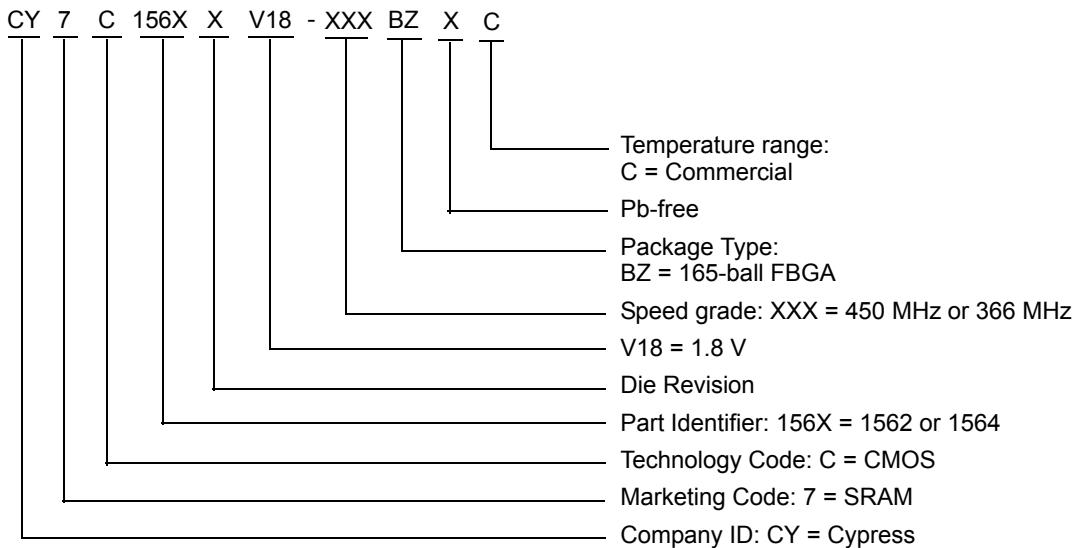 CY 7 C 156X X V18 - XXX BZ X C
Temperature range:
C = Commercial
Pb-free
Package Type:
BZ = 165-ball FBGA
Speed grade: XXX = 450 MHz or 366 MHz
V18 = 1.8 V
Die Revision
Part Identifier: 156X = 1562 or 1564
Technology Code: C = CMOS
Marketing Code: 7 = SRAM
Company ID: CY = Cypress